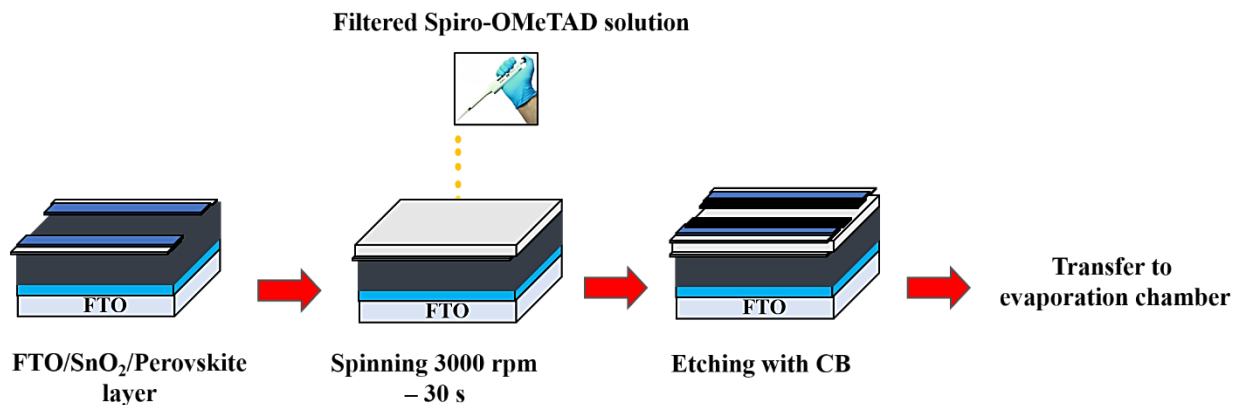 Filtered Spiro-OMeTAD solution
FTO
FTO
FTO
FTO/SnO₂/Perovskite
layer
Spinning 3000 rpm
– 30 s
Etching with CB
Transfer to
evaporation chamber